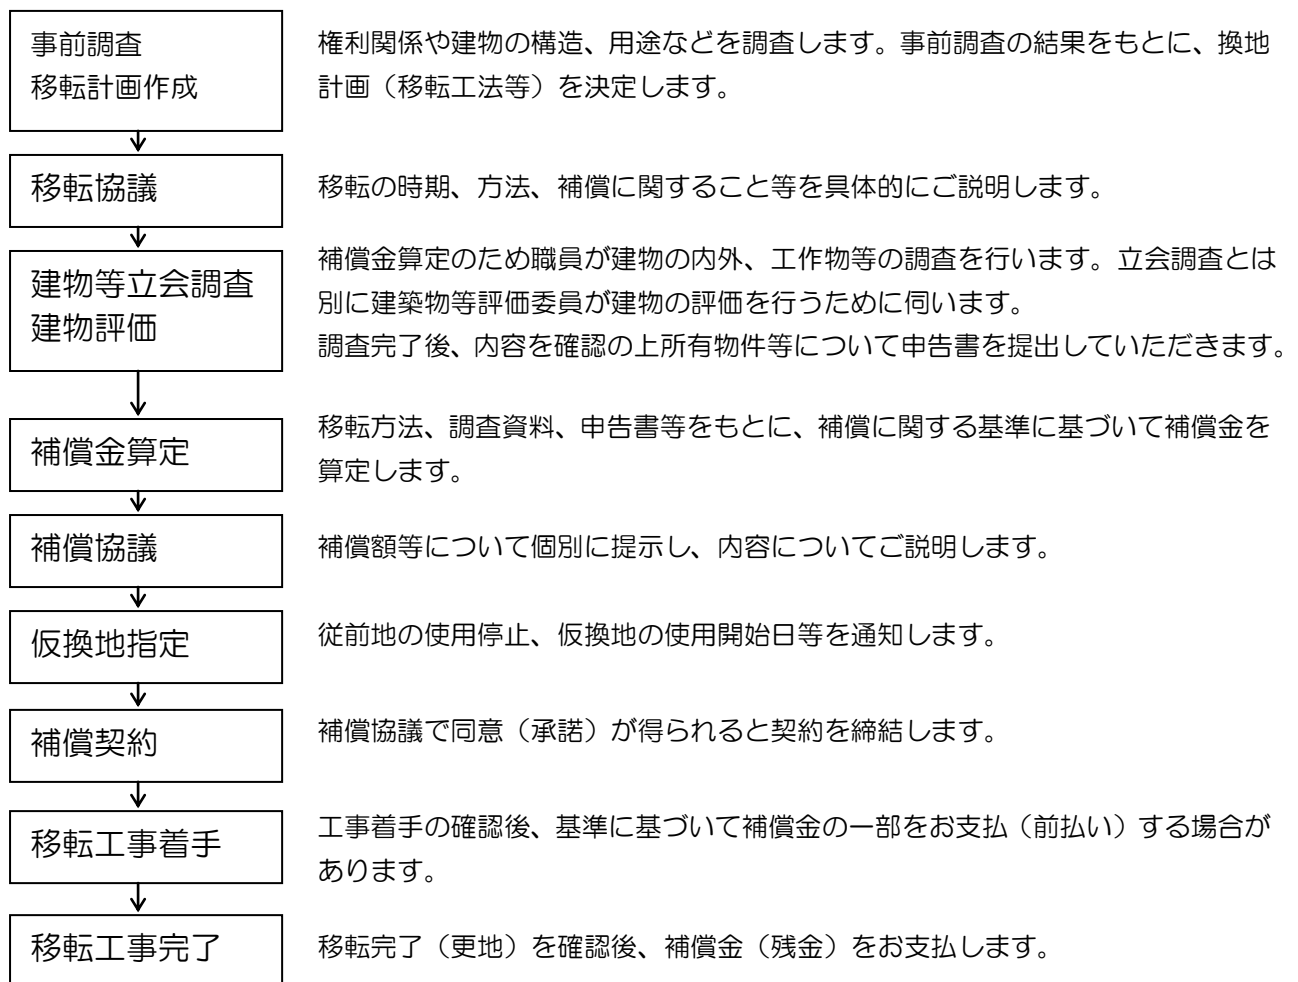 事前調査
移転計画作成
権利関係や建物の構造、用途などを調査します。事前調査の結果をもとに、換地
計画（移転工法等）を決定します。
移転協議
移転の時期、方法、補償に関すること等を具体的にご説明します。
建物等立会調査
建物評価
補償金算定のため職員が建物の内外、工作物等の調査を行います。立会調査とは
別に建築物等評価委員が建物の評価を行うために伺います。
調査完了後、内容を確認の上所有物件等について申告書を提出していただきます。
補償金算定
移転方法、調査資料、申告書等をもとに、補償に関する基準に基づいて補償金を
算定します。
補償協議
補償額等について個別に提示し、内容についてご説明します。
仮換地指定
従前地の使用停止、仮換地の使用開始日等を通知します。
補償契約
補償協議で同意（承諾）が得られると契約を締結します。
移転工事着手
工事着手の確認後、基準に基づいて補償金の一部をお支払（前払い）する場合が
あります。
移転工事完了
移転完了（更地）を確認後、補償金（残金）をお支払します。